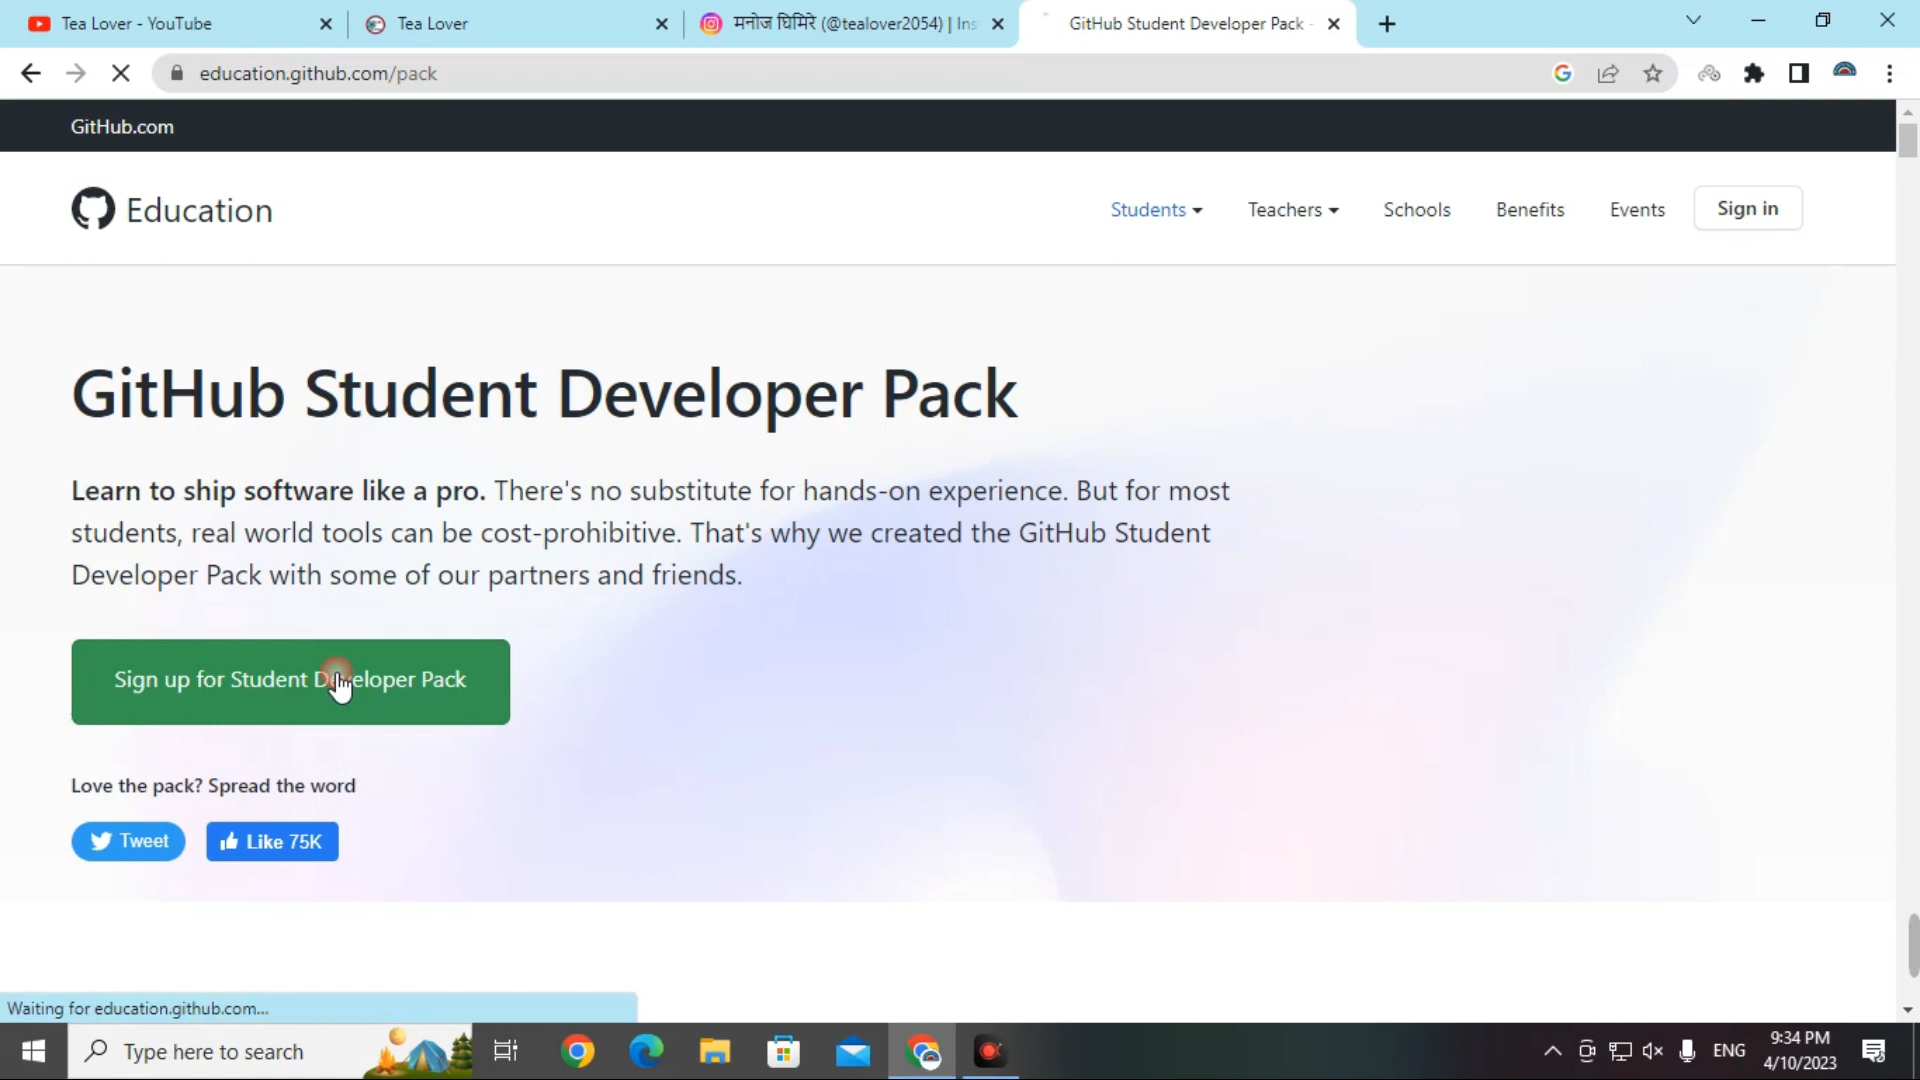 Tea Lover - YouTube
Tea Lover
मनोज घिमिरे (@tealover2054) | Ins
GitHub Student Developer Pack -
education.github.com/pack
GitHub.com
Education
Students
Teachers
Schools
Benefits
Events
Sign in
GitHub Student Developer Pack
Learn to ship software like a pro. There's no substitute for hands-on experience. But for most
students, real world tools can be cost-prohibitive. That's why we created the GitHub Student
Developer Pack with some of our partners and friends.
Sign up for Student Developer Pack
Love the pack? Spread the word
Tweet
Like 75K
Waiting for education.github.com...
Type here to search
ENG
9:34 PM
4/10/2023